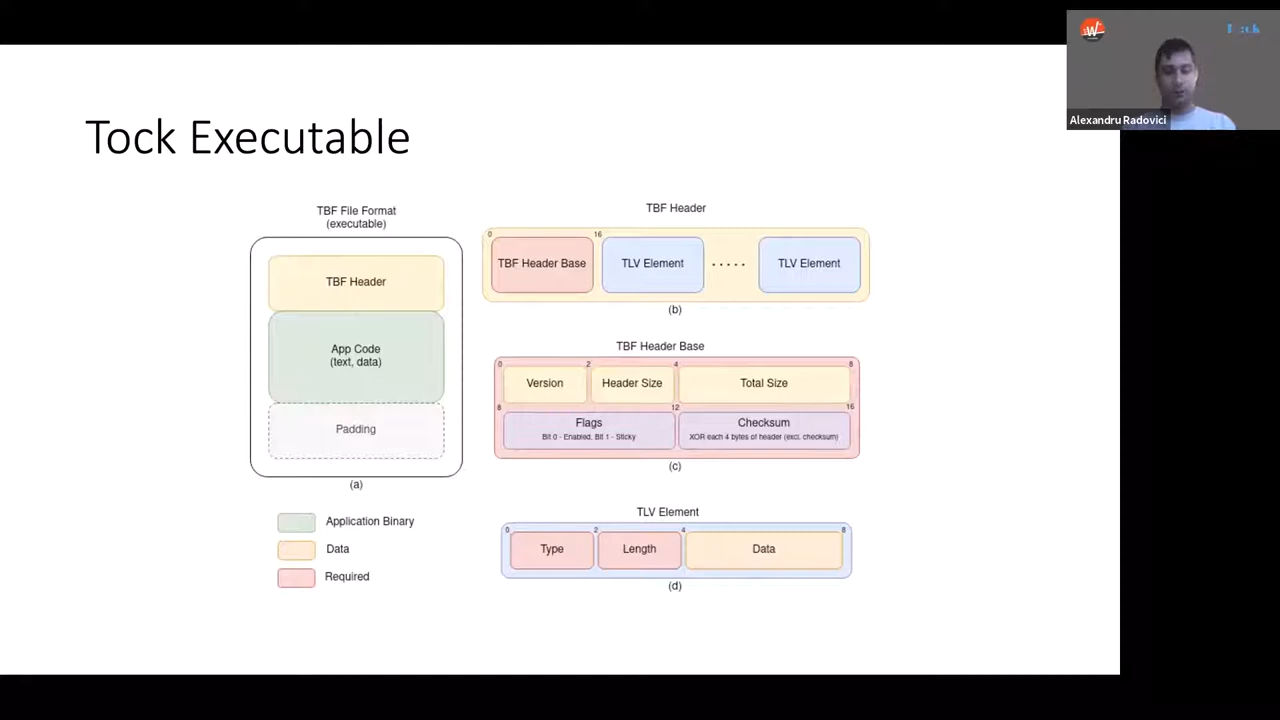 Tock Executable
TBF File Format
(executable)
TBF Header
App Code
(text, data)
Padding
(a)
Application Binary
Data
Required
TBF Header
0
16
TBF Header Base
TLV Element
.....
TLV Element
(b)
TBF Header Base
0
2
4
8
Version
Header Size
Total Size
8
12
16
Flags
Bit 0 - Enabled, Bit 1 - Sticky
Checksum
XOR each 4 bytes of header (excl. checksum)
(c)
TLV Element
0
2
4
8
Type
Length
Data
(d)
W
Alexandru Radovici